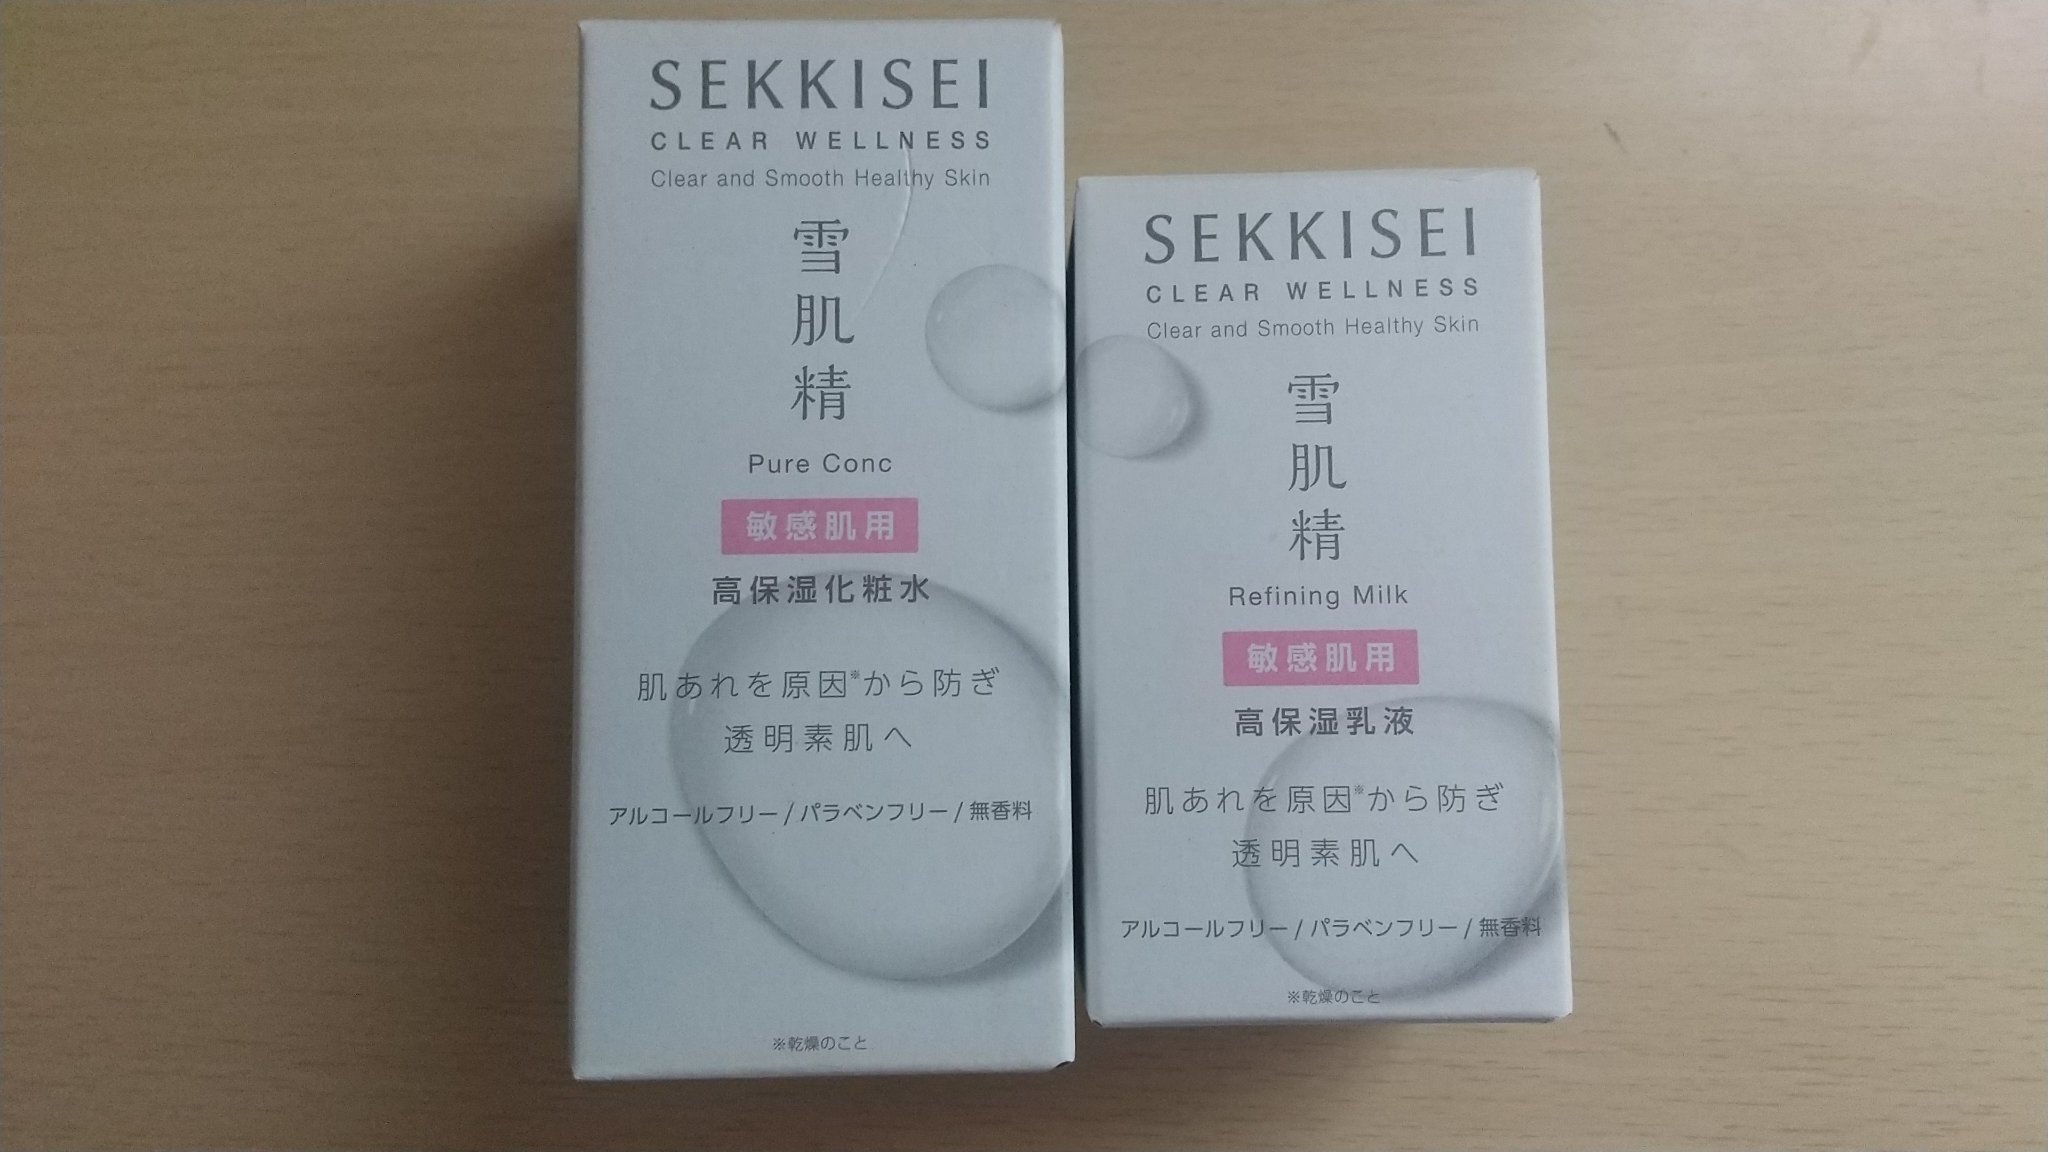 SEKKISEI
CLEAR WELLNESS
Clear and Smooth Healthy Skin
雪
肌
精
Pure Conc
敏感肌用
高保湿化粧水
肌あれを原因※から防ぎ
透明素肌へ
アルコールフリー/パラベンフリー/無香料
※乾燥のこと
SEKKISEI
CLEAR WELLNESS
Clear and Smooth Healthy Skin
雪
肌
精
Refining Milk
敏感肌用
高保湿乳液
肌あれを原因※から防ぎ
透明素肌へ
アルコールフリー/パラベンフリー/無香料
※乾燥のこと